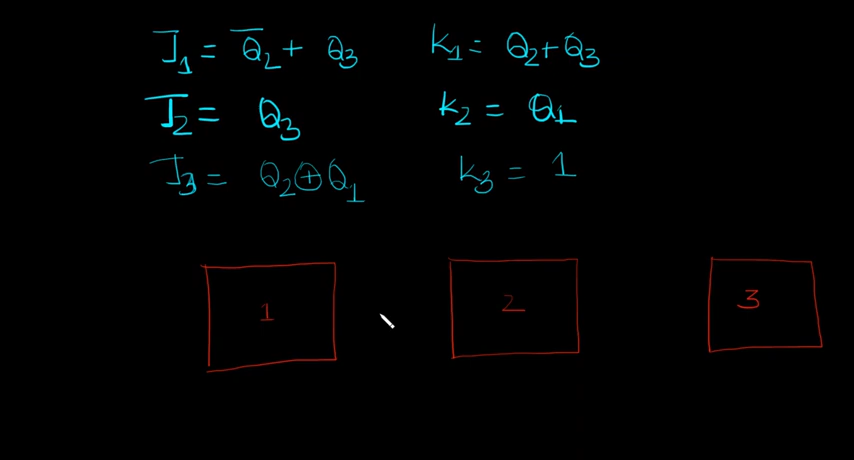 J₁ = Q̅₂ + Q₃ K₁ = Q₂ + Q₃
J₂ = Q₃ K₂ = Q₁
J₃ = Q₂ ⊕ Q₁ K₃ = 1
1 2 3